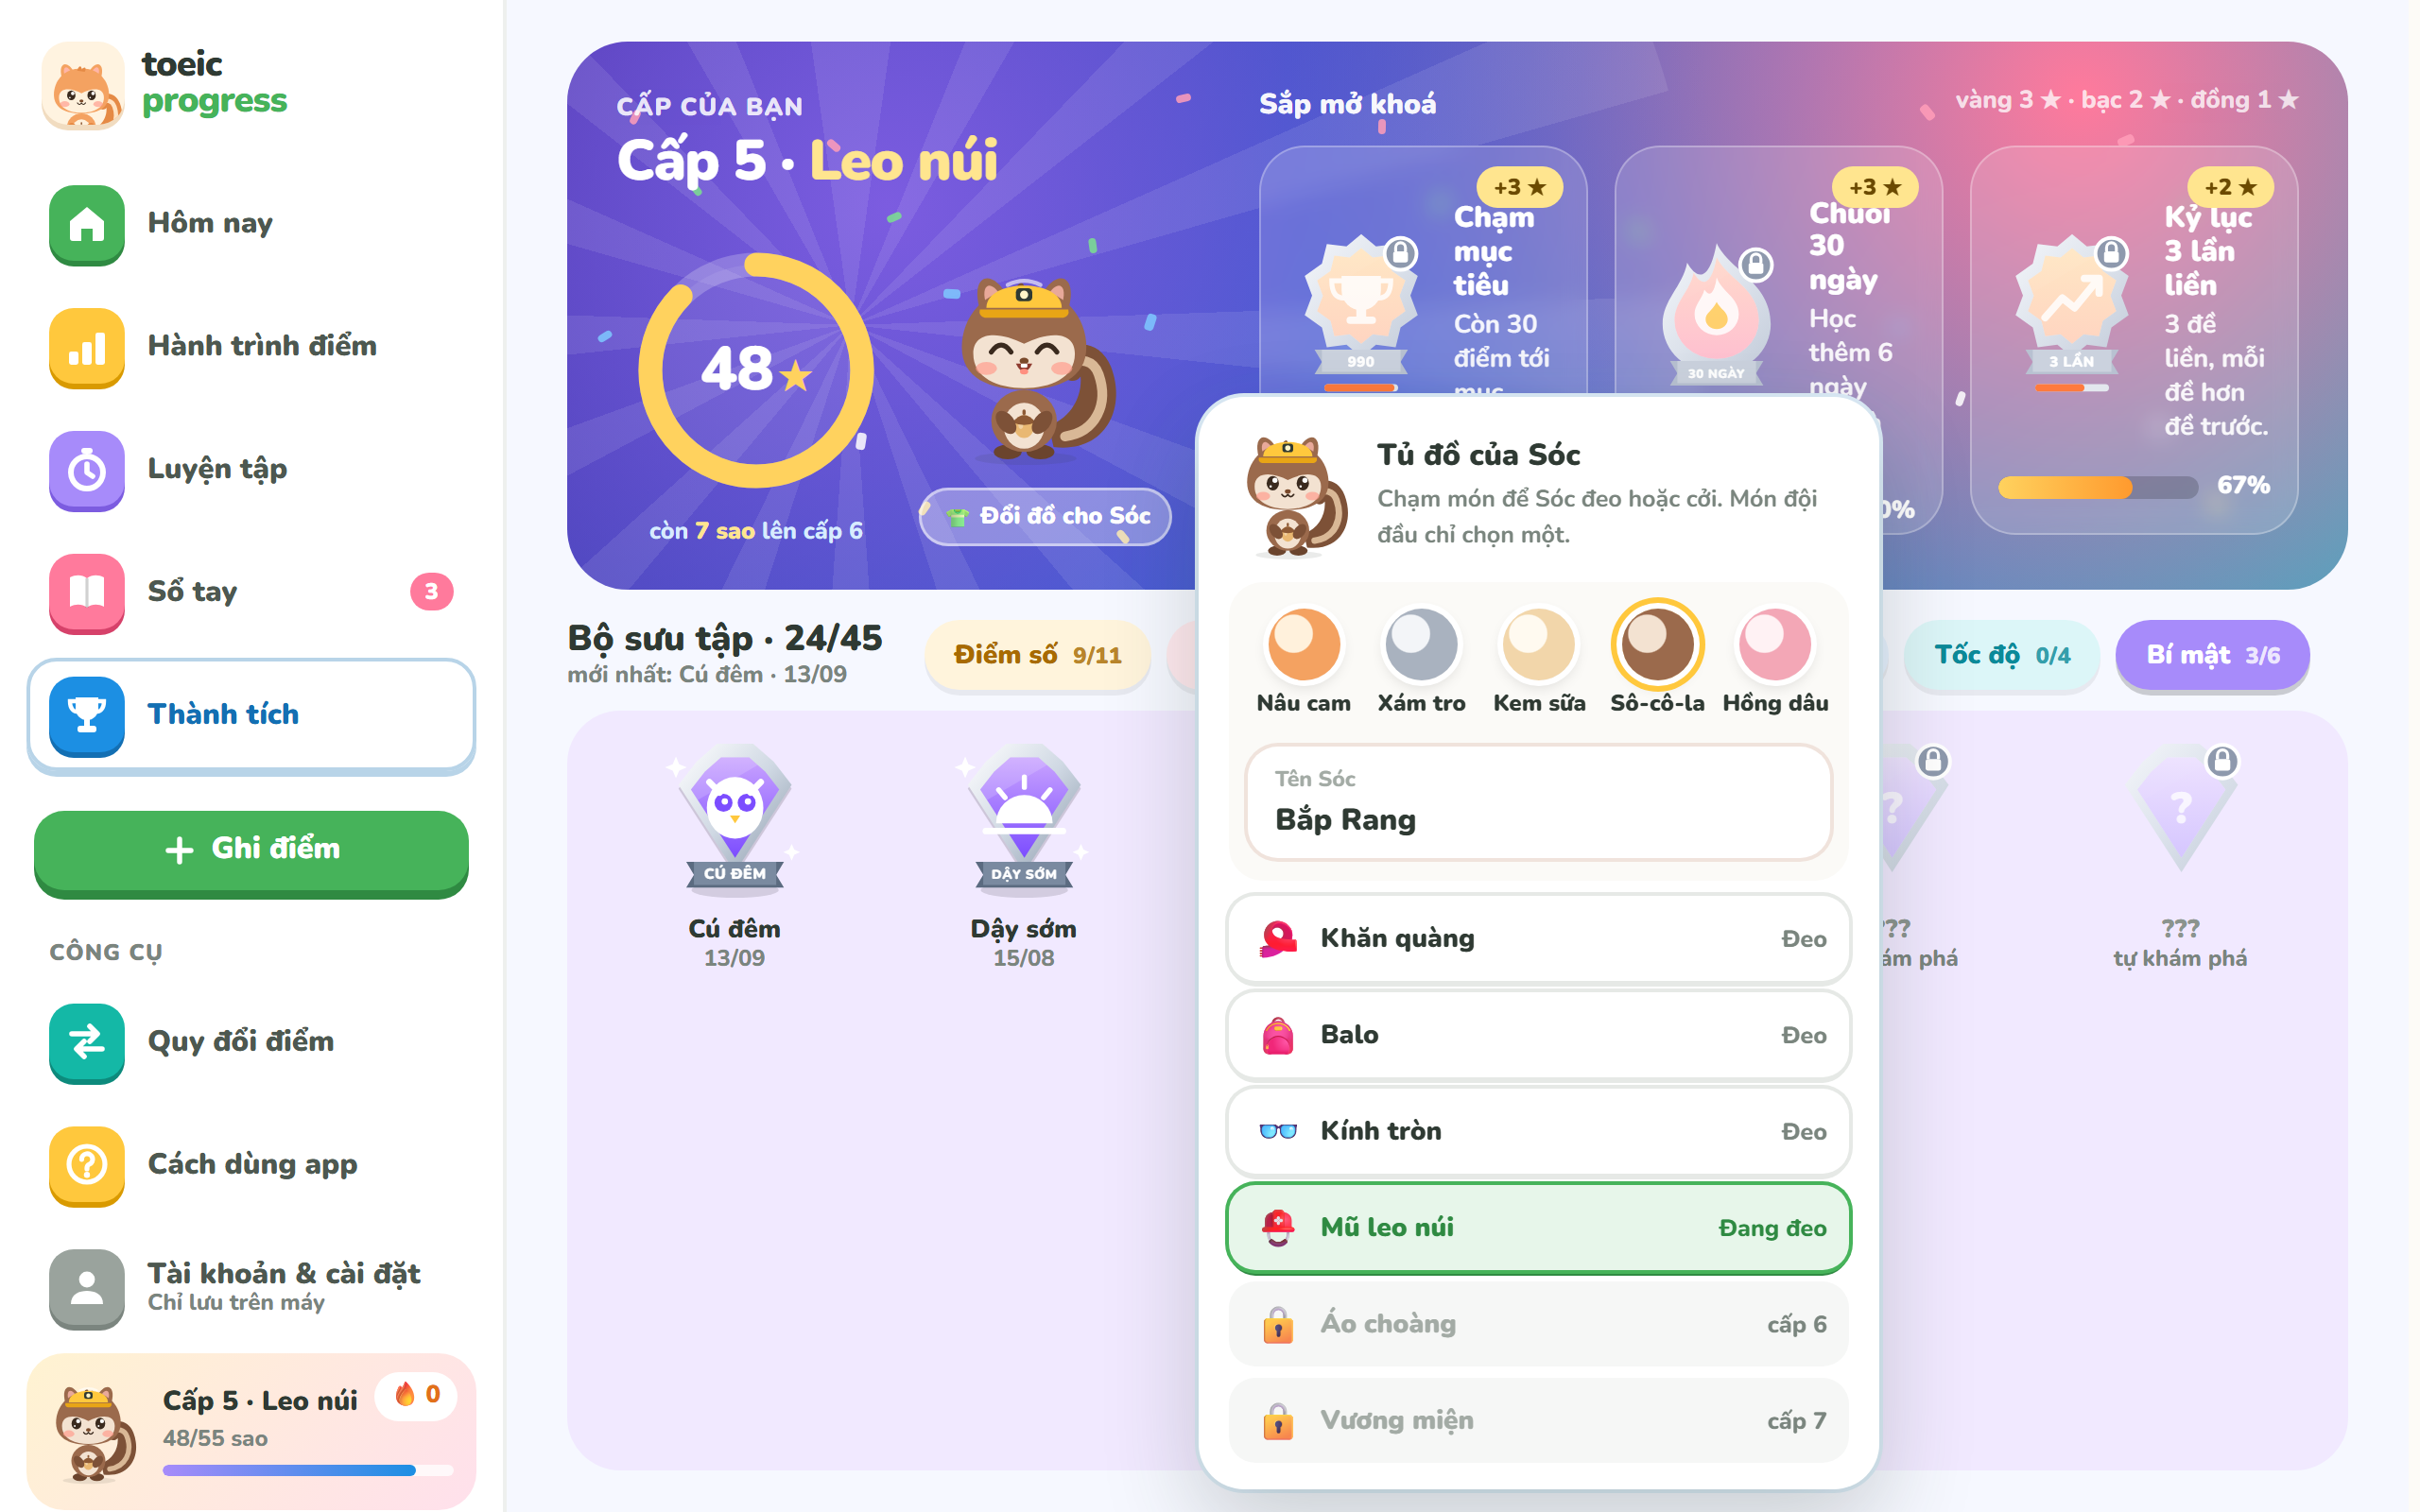 toeic
progress
Hôm nay
Hành trình điểm
Luyện tập
Sổ tay
3
Thành tích
+ Ghi điểm
CÔNG CỤ
Quy đổi điểm
Cách dùng app
Tài khoản & cài đặt
Chỉ lưu trên máy
Cấp 5 · Leo núi
0
48/55 sao
CẤP CỦA BẠN
Cấp 5 · Leo núi
48 ★
còn 7 sao lên cấp 6
Đổi đồ cho Sóc
Sắp mở khoá
vàng 3 ★ · bạc 2 ★ · đồng 1 ★
+3 ★
Chạm
mục
tiêu
Còn 30
điểm tới
mục
990
+3 ★
Chuỗi
30
ngày
Học
thêm 6
ngày
30 NGÀY
0%
+2 ★
Kỷ lục
3 lần
liền
3 đề
liền, mỗi
đề hơn
đề trước.
3 LẦN
67%
Bộ sưu tập · 24/45
mới nhất: Cú đêm · 13/09
Điểm số 9/11
Tốc độ 0/4
Bí mật 3/6
CÚ ĐÊM
Cú đêm
13/09
DẬY SỚM
Dậy sớm
15/08
?
???
ám phá
?
???
tự khám phá
Tủ đồ của Sóc
Chạm món để Sóc đeo hoặc cởi. Món đội
đầu chỉ chọn một.
Nâu cam
Xám tro
Kem sữa
Sô-cô-la
Hồng dâu
Tên Sóc
Bắp Rang
Khăn quàng
Đeo
Balo
Đeo
Kính tròn
Đeo
Mũ leo núi
Đang đeo
Áo choàng
cấp 6
Vương miện
cấp 7